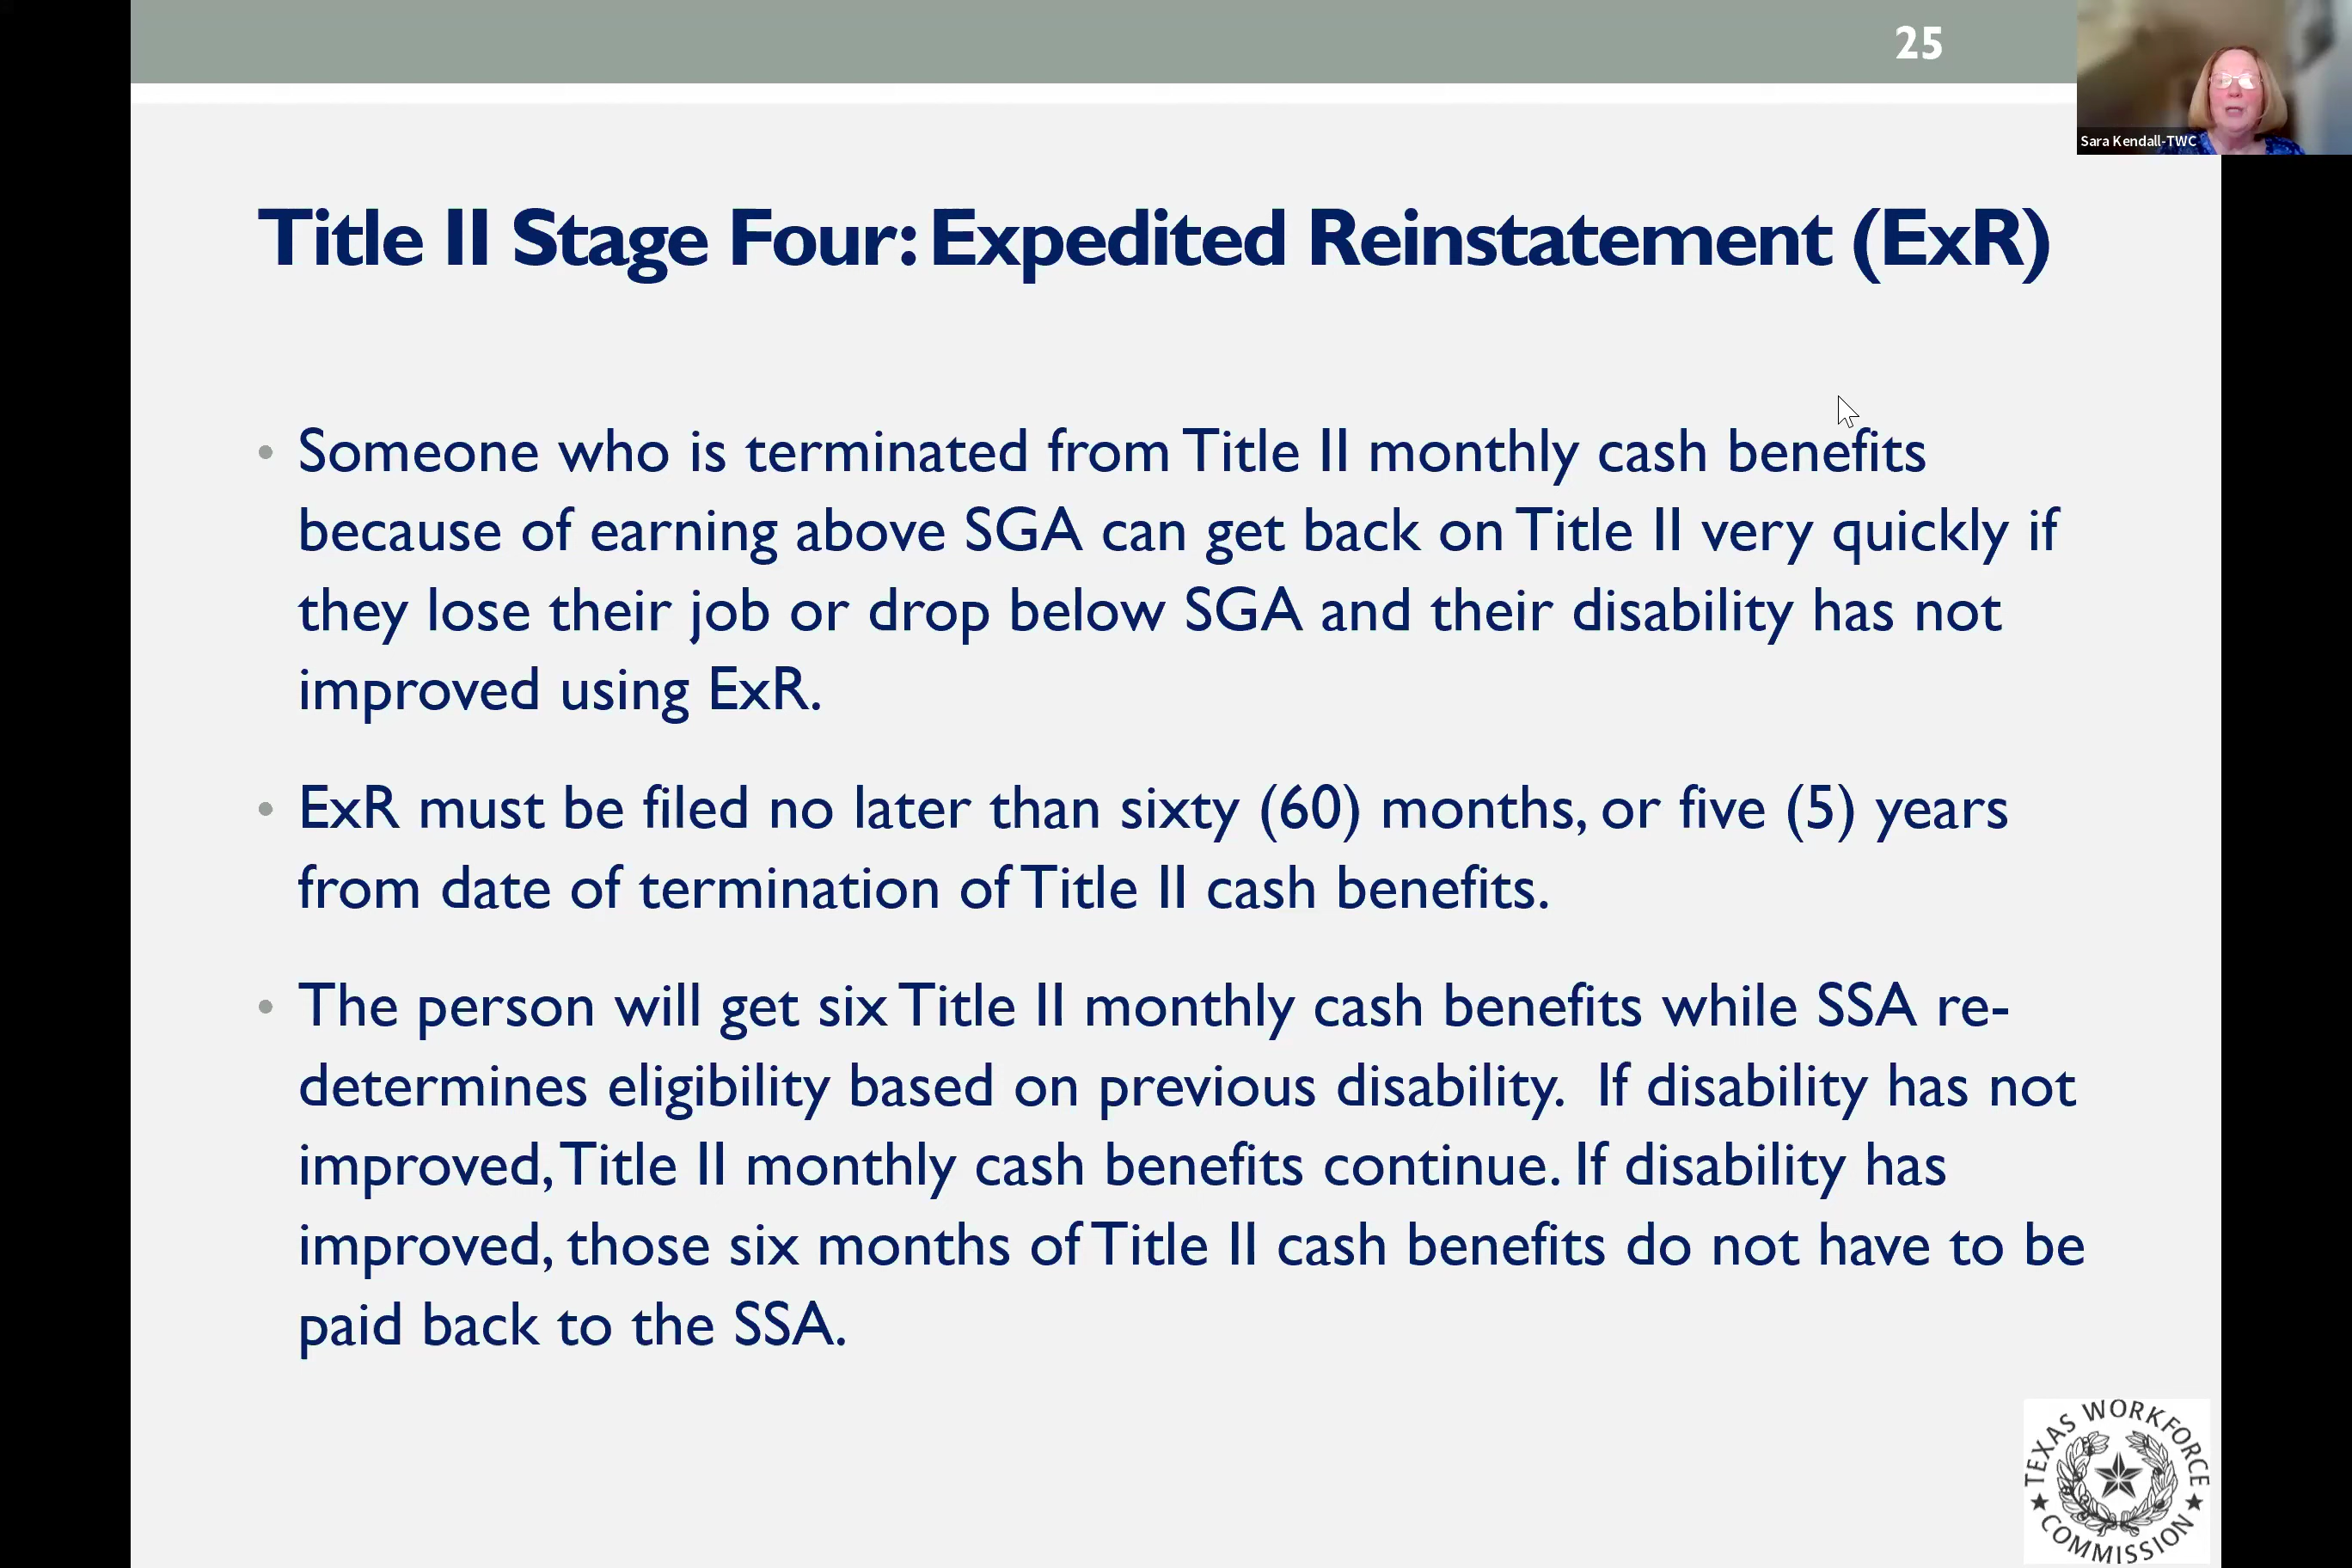 25
Sara Kendall-TWC
Title II Stage Four: Expedited Reinstatement (ExR)
• Someone who is terminated from Title II monthly cash benefits
because of earning above SGA can get back on Title II very quickly if
they lose their job or drop below SGA and their disability has not
improved using ExR.
• ExR must be filed no later than sixty (60) months, or five (5) years
from date of termination of Title II cash benefits.
• The person will get six Title II monthly cash benefits while SSA re-
determines eligibility based on previous disability.  If disability has not
improved, Title II monthly cash benefits continue. If disability has
improved, those six months of Title II cash benefits do not have to be
paid back to the SSA.
TEXAS WORKFORCE
COMMISSION